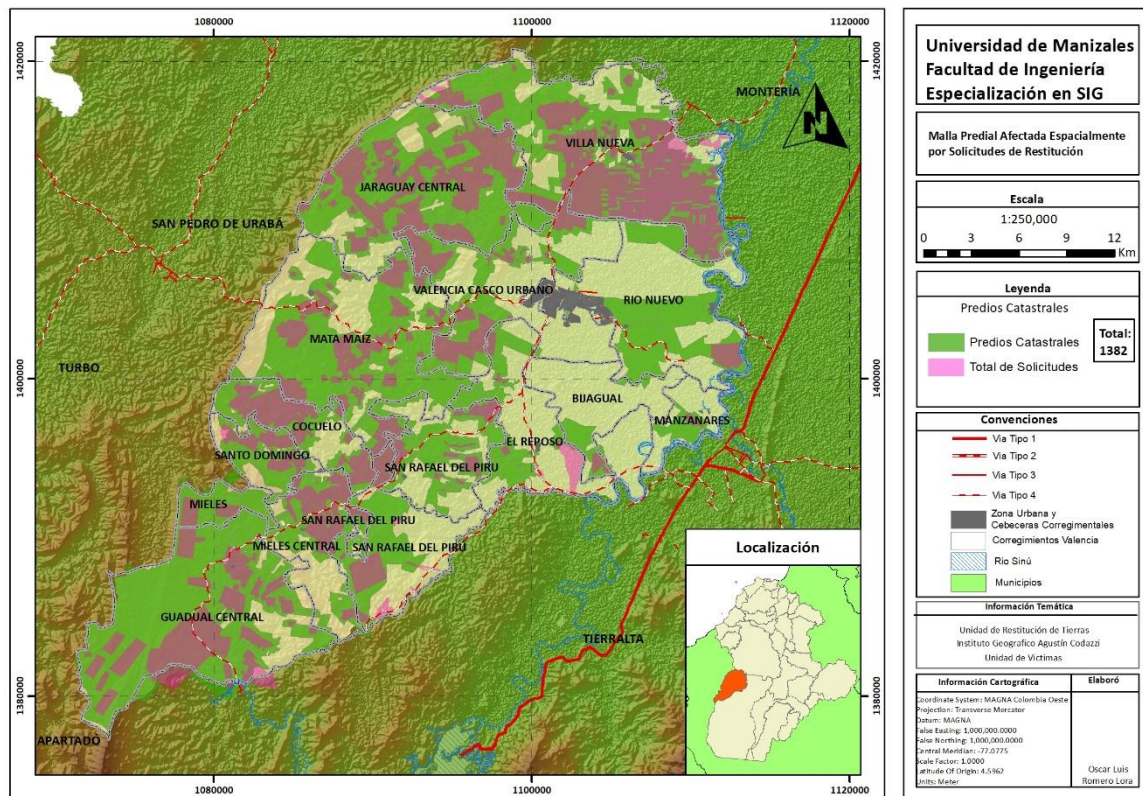 1080000
1100000
1120000
1420000
1420000
MONTERÍA
N
VILLA NUEVA
JARAGUAY CENTRAL
SAN PEDRO DE URABÁ
VALENCIA CASCO URBANO
RIO NUEVO
MATA MAIZ
TURBO
1400000
1400000
BIJAGUAL
MANZANARES
COCUELO
EL REPOSO
SANTO DOMINGO
SAN RAFAEL DEL PIRU
MIELES
SAN RAFAEL DEL PIRU
MIELES CENTRAL
SAN RAFAEL DEL PIRU
GUADUAL CENTRAL
TIERRALTA
1380000
1380000
APARTADÓ
1080000
1100000
1120000
Localización
Universidad de Manizales
Facultad de Ingeniería
Especialización en SIG
Malla Predial Afectada Espacialmente
por Solicitudes de Restitución
Escala
1:250,000
0 3 6 9 12
Km
Leyenda
Predios Catastrales
Predios Catastrales
Total de Solicitudes
Total:
1382
Convenciones
Via Tipo 1
Via Tipo 2
Via Tipo 3
Via Tipo 4
Zona Urbana y
Cebeceras Corregimentales
Corregimientos Valencia
Rio Sinú
Municipios
Información Temática
Unidad de Restitución de Tierras
Instituto Geografico Agustín Codazzi
Unidad de Victimas
Información Cartográfica
Coordinate System: MAGNA Colombia Oeste
Projection: Transverse Mercator
Datum: MAGNA
False Easting: 1,000,000.0000
False Northing: 1,000,000.0000
Central Meridian: -77.0775
Scale Factor: 1.0000
Latitude Of Origin: 4.5962
Units: Meter
Elaboró
Oscar Luis
Romero Lora